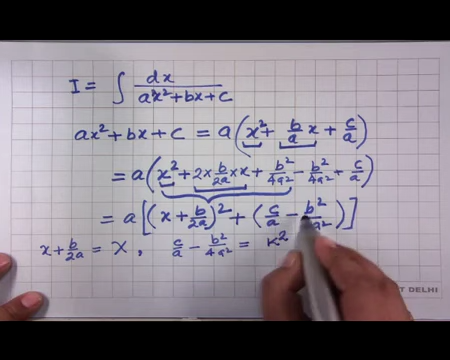 I = ∫ dx / (ax² + bx + c)
ax² + bx + c = a(x² + b/a x + c/a)
= a(x² + 2 × b/2a × x + b²/4a² - b²/4a² + c/a)
= a[(x + b/2a)² + (c/a - b²/4a²)]
x + b/2a = X, c/a - b²/4a² = K²
T DELHI